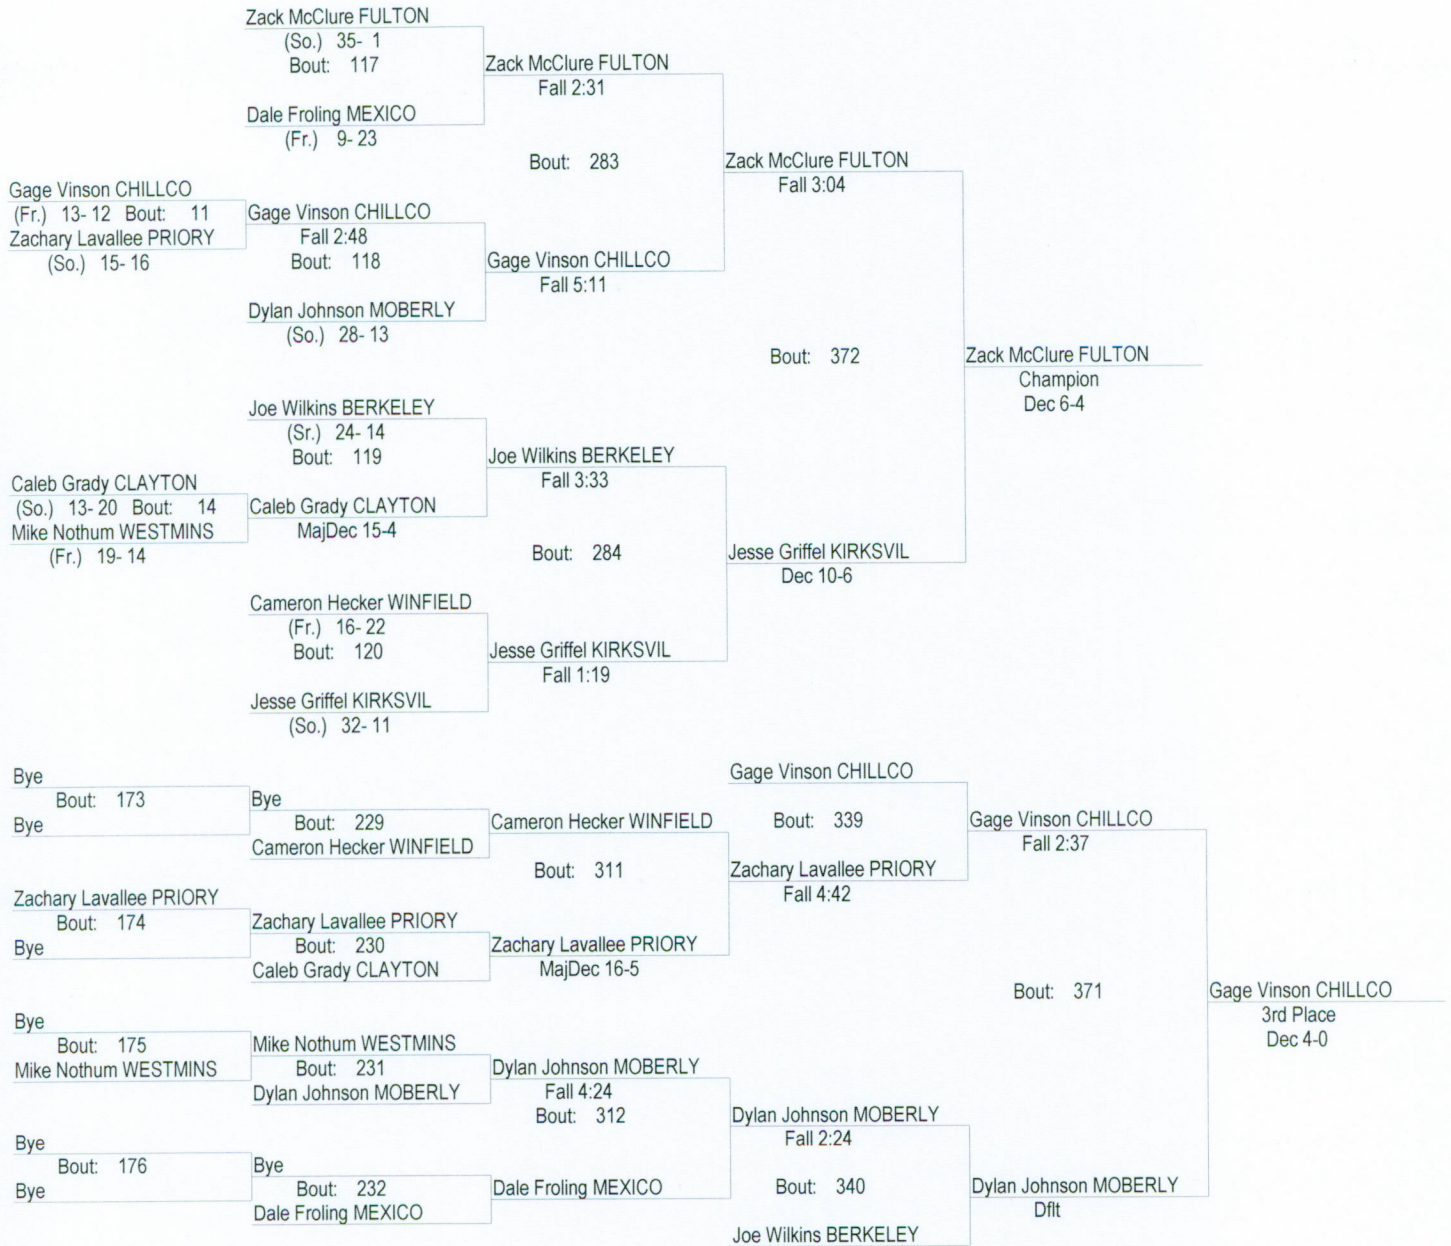 Zack McClure FULTON
(So.) 35- 1
Bout: 117
Zack McClure FULTON
Fall 2:31
Dale Froling MEXICO
(Fr.) 9- 23
Bout: 283
Zack McClure FULTON
Fall 3:04
Gage Vinson CHILLCO
(Fr.) 13- 12 Bout: 11
Zachary Lavallee PRIORY
(So.) 15- 16
Gage Vinson CHILLCO
Fall 2:48
Bout: 118
Gage Vinson CHILLCO
Fall 5:11
Dylan Johnson MOBERLY
(So.) 28- 13
Bout: 372
Zack McClure FULTON
Champion
Dec 6-4
Joe Wilkins BERKELEY
(Sr.) 24- 14
Bout: 119
Joe Wilkins BERKELEY
Fall 3:33
Caleb Grady CLAYTON
(So.) 13- 20 Bout: 14
Mike Nothum WESTMINS
(Fr.) 19- 14
Caleb Grady CLAYTON
MajDec 15-4
Bout: 284
Jesse Griffel KIRKSVIL
Dec 10-6
Cameron Hecker WINFIELD
(Fr.) 16- 22
Bout: 120
Jesse Griffel KIRKSVIL
Fall 1:19
Jesse Griffel KIRKSVIL
(So.) 32- 11
Bye
Bout: 173
Bye
Bye
Bout: 229
Cameron Hecker WINFIELD
Cameron Hecker WINFIELD
Bout: 311
Gage Vinson CHILLCO
Bout: 339
Zachary Lavallee PRIORY
Fall 4:42
Gage Vinson CHILLCO
Fall 2:37
Zachary Lavallee PRIORY
Bout: 174
Bye
Zachary Lavallee PRIORY
Bout: 230
Caleb Grady CLAYTON
Zachary Lavallee PRIORY
MajDec 16-5
Bout: 371
Gage Vinson CHILLCO
3rd Place
Dec 4-0
Bye
Bout: 175
Mike Nothum WESTMINS
Mike Nothum WESTMINS
Bout: 231
Dylan Johnson MOBERLY
Dylan Johnson MOBERLY
Fall 4:24
Bout: 312
Dylan Johnson MOBERLY
Fall 2:24
Bye
Bout: 176
Bye
Bye
Bout: 232
Dale Froling MEXICO
Dale Froling MEXICO
Bout: 340
Joe Wilkins BERKELEY
Dylan Johnson MOBERLY
Dflt